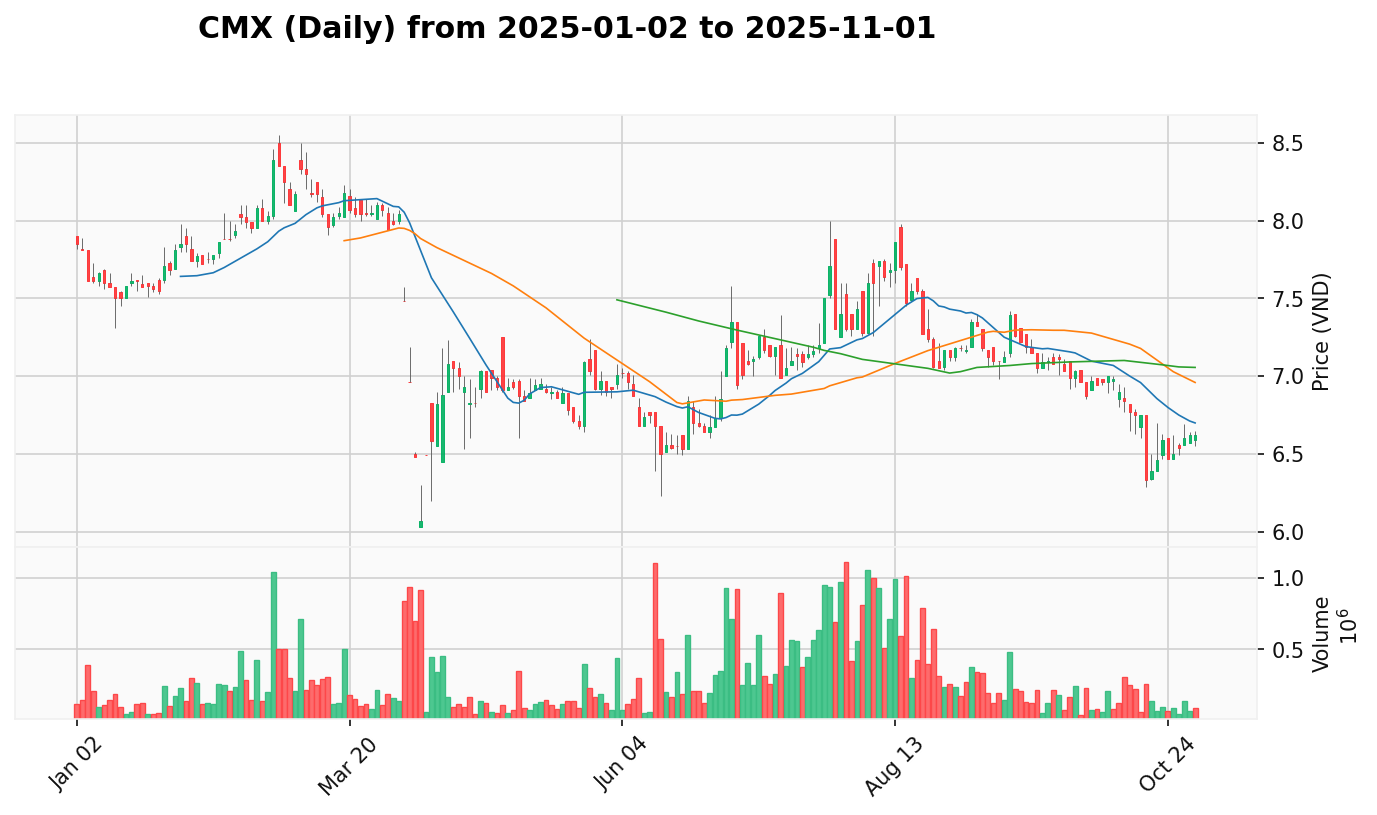 CMX (Daily) from 2025-01-02 to 2025-11-01
8.5
8.0
7.5
7.0
6.5
6.0
Price (VND)
1.0
0.5
Volume
10^6
Jan 02
Mar 20
Jun 04
Aug 13
Oct 24